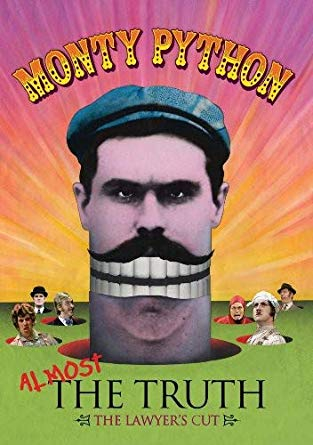 MONTY PYTHON
ALMOST
THE TRUTH
THE LAWYER'S CUT